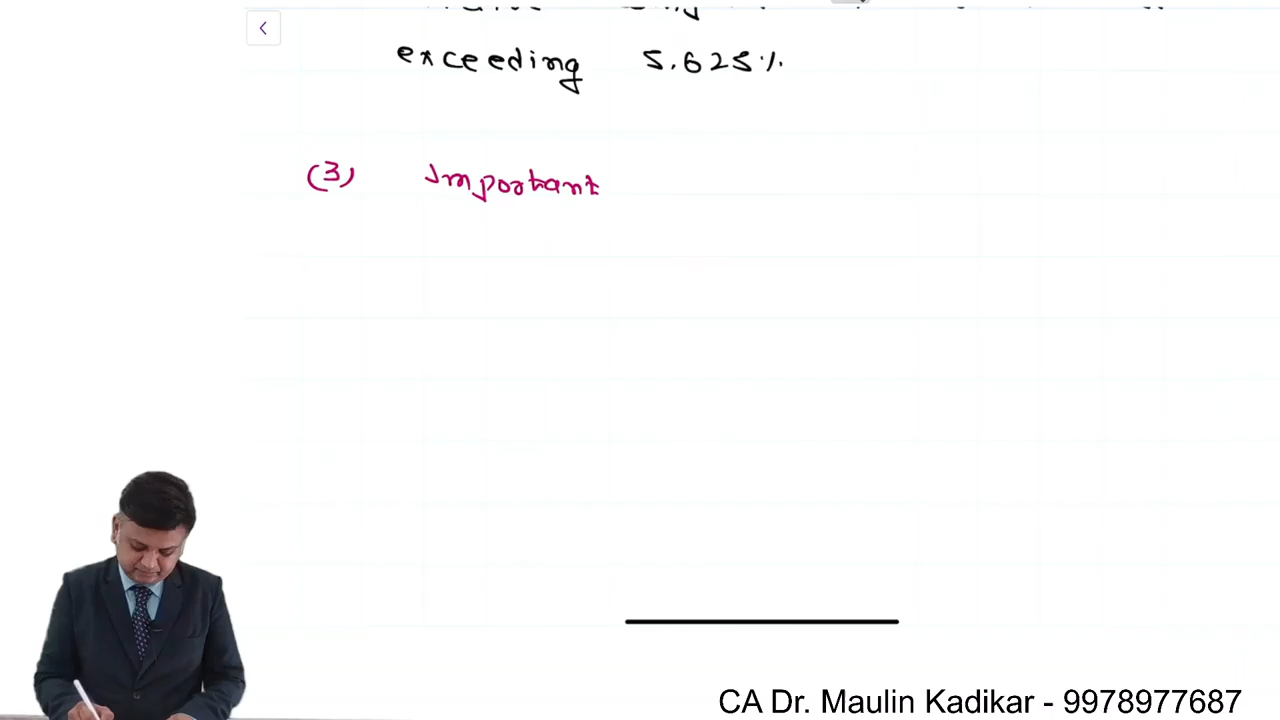 exceeding 5.625%
(3) Important
CA Dr. Maulin Kadikar - 9978977687